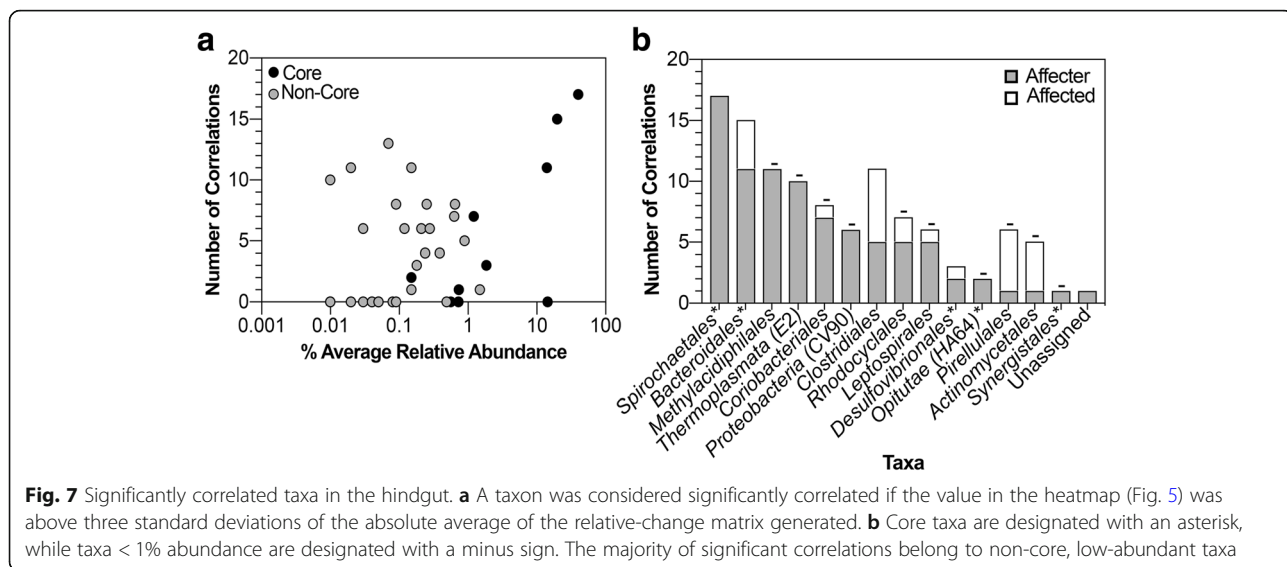 a
20
15
10
5
0
Number of Correlations
Core
Non-Core
0.001 0.01 0.1 1 10 100
% Average Relative Abundance
b
20
15
10
5
0
Number of Correlations
Affecter
Affected
- - - - - - - - - -
Spirochaetales*
Bacteroidales*
Methylacidiphilales
Thermoplasmata (E2)
Coriobacteriales
Proteobacteria (CV90)
Clostridiales
Rhodocyclales
Leptospirales
Desulfovibrionales*
Opitutae (HA64)*
Pirellulales
Actinomycetales
Synergistales*
Unassigned
Taxa
Fig. 7 Significantly correlated taxa in the hindgut. a A taxon was considered significantly correlated if the value in the heatmap (Fig. 5) was
above three standard deviations of the absolute average of the relative-change matrix generated. b Core taxa are designated with an asterisk,
while taxa < 1% abundance are designated with a minus sign. The majority of significant correlations belong to non-core, low-abundant taxa